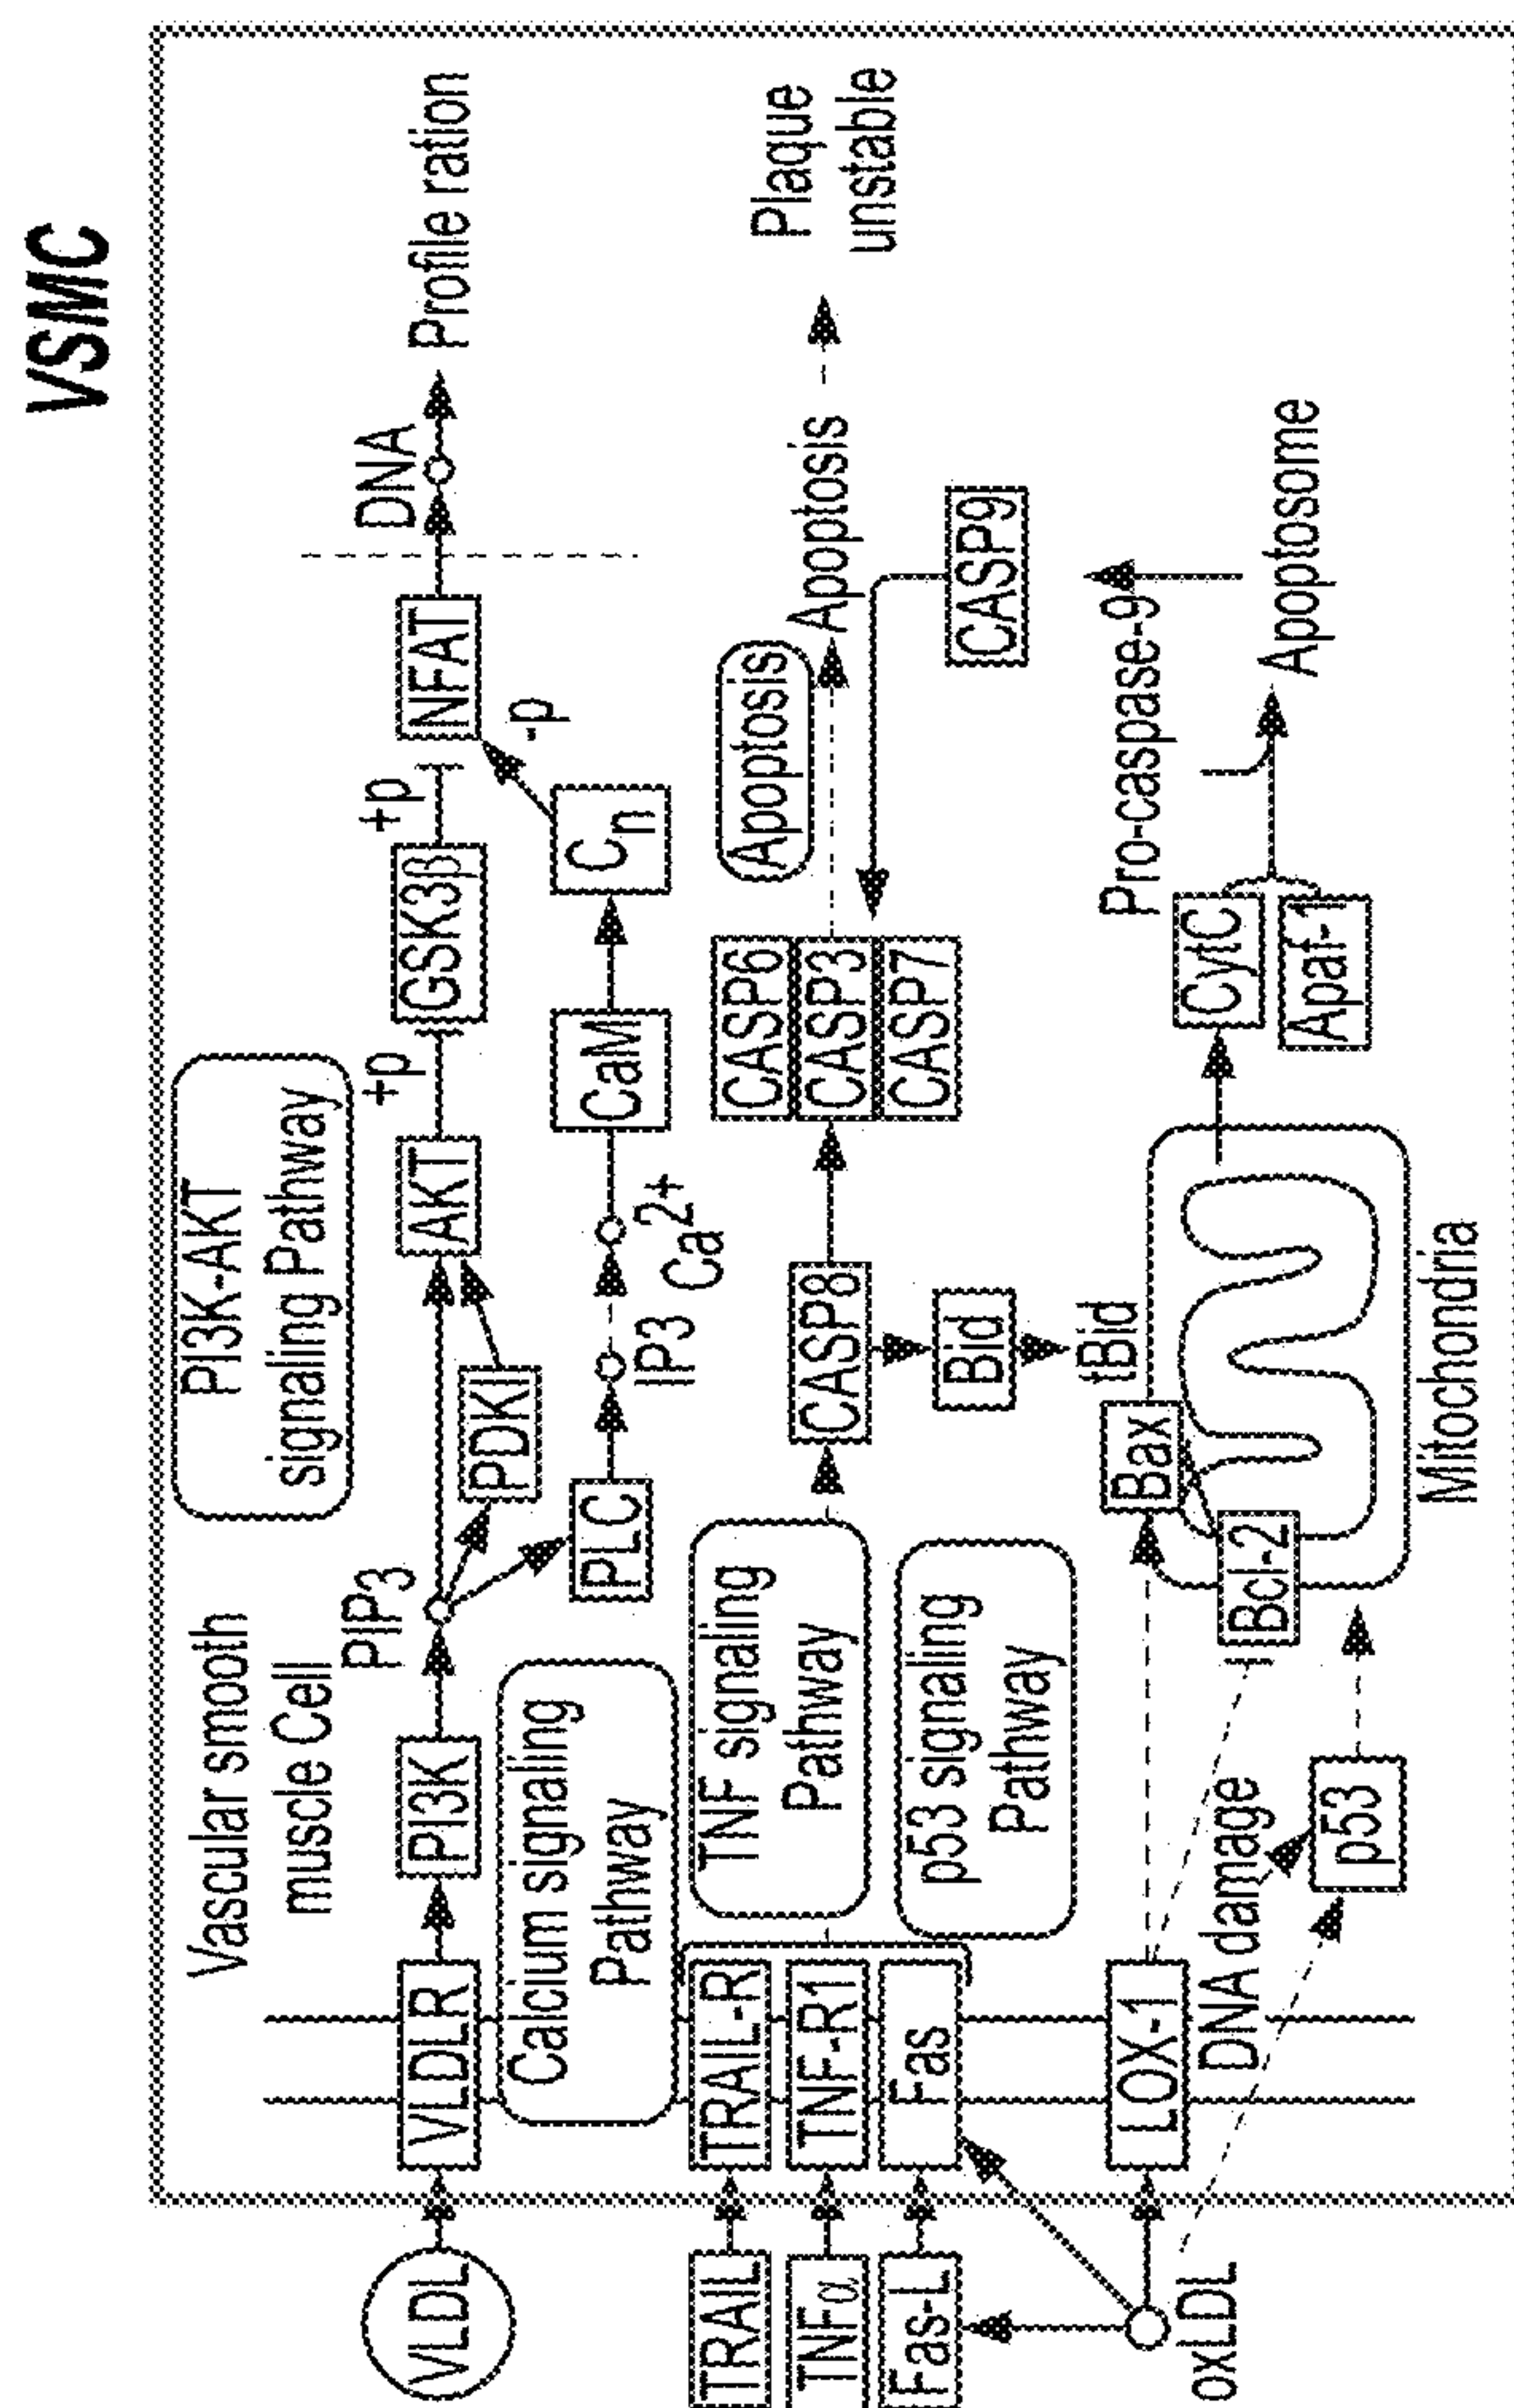 VSMC
Vascular smooth
muscle Cell
PI3K-AKT
signaling Pathway
VLDL
VLDLR
PI3K
PIP3
AKT
+p
GSK3β
+p
NFAT
DNA
Profile ration
PDKI
Calcium signaling
Pathway
PLC
IP3
Ca2+
CaM
Cn
-p
TRAIL
TRAIL-R
TNFα
TNF-R1
Fas-L
Fas
TNF signaling
Pathway
CASP8
CASP6
CASP3
CASP7
Apoptosis
Apoptosis
Plaque
unstable
p53 signaling
Pathway
Bid
tBid
CASP9
oxLDL
LOX-1
DNA damage
p53
Bax
Bcl-2
Mitochondria
CytC
Apaf-1
Pro-caspase-9
Apoptosome